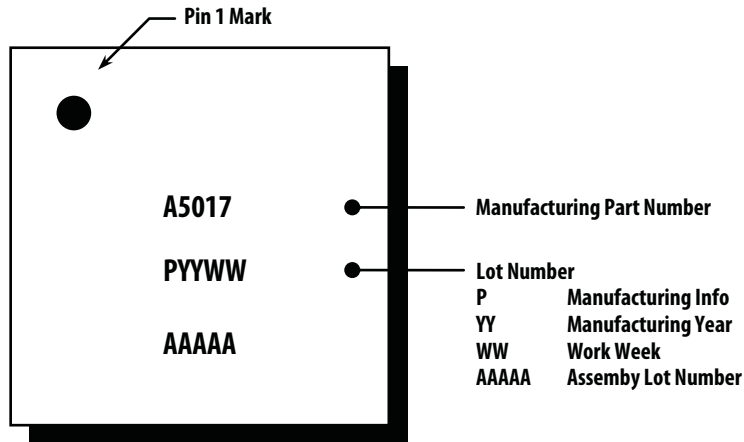 Pin 1 Mark
A5017
Manufacturing Part Number
PYYWW
Lot Number
P Manufacturing Info
YY Manufacturing Year
WW Work Week
AAAAA Assemby Lot Number
AAAAA